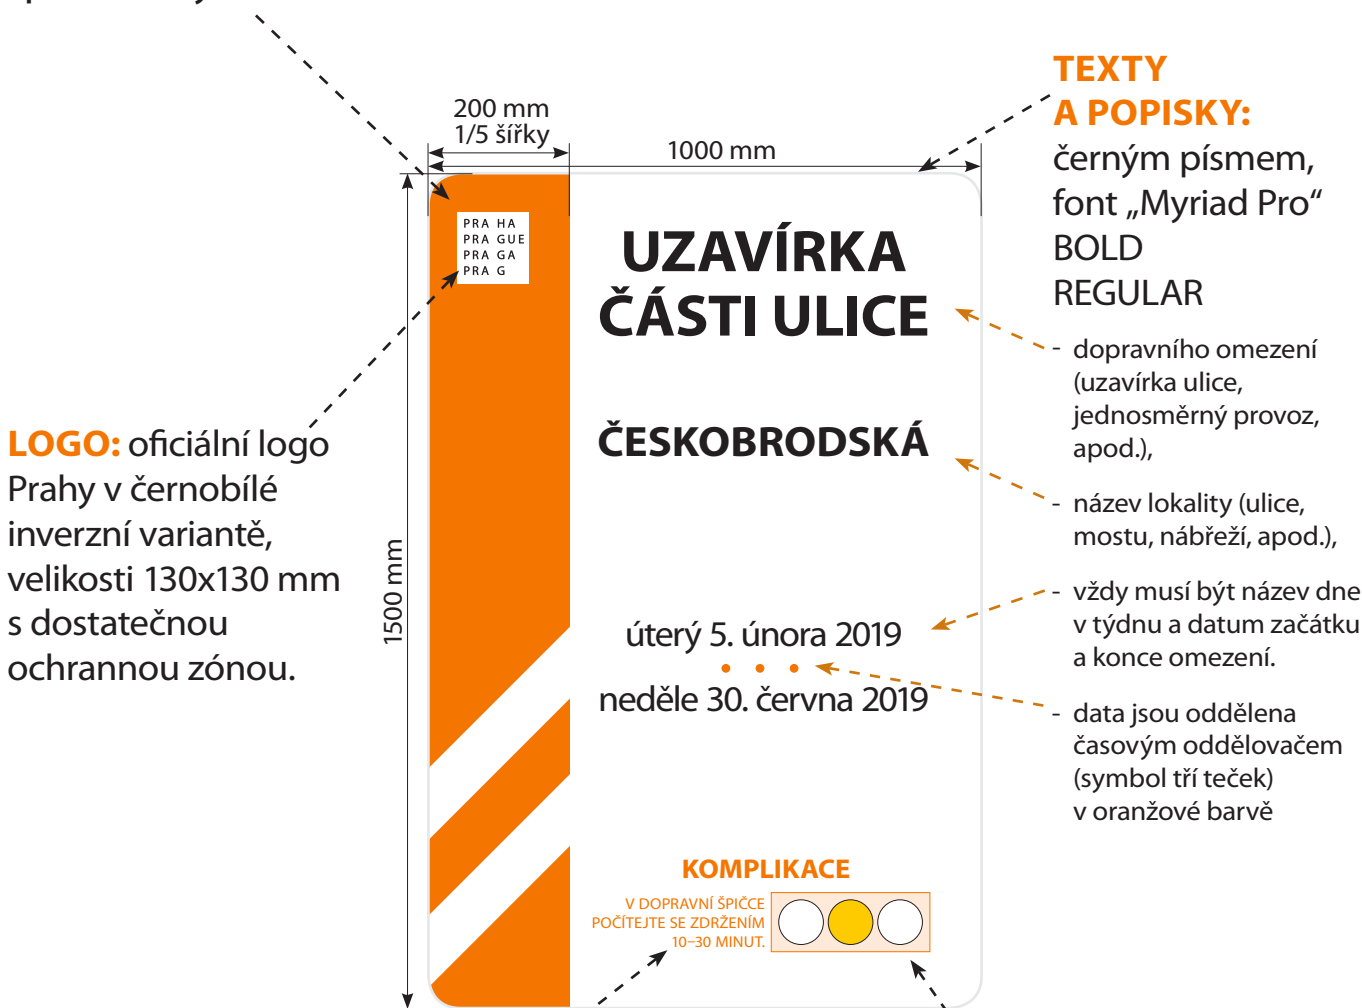 TEXTY
A POPISKY:
černým písmem,
font „Myriad Pro“
BOLD
REGULAR
- dopravního omezení
(uzavírka ulice,
jednosměrný provoz,
apod.),
- název lokality (ulice,
mostu, nábřeží, apod.),
- vždy musí být název dne
v týdnu a datum začátku
a konce omezení.
- data jsou oddělena
časovým oddělovačem
(symbol tří teček)
v oranžové barvě
200 mm
1/5 šířky
1000 mm
1500 mm
PRA HA
PRA GUE
PRA GA
PRA G
UZAVÍRKA
ČÁSTI ULICE
ČESKOBRODSKÁ
úterý 5. února 2019
• • •
neděle 30. června 2019
KOMPLIKACE
V DOPRAVNÍ ŠPIČCE
POČÍTEJTE SE ZDRŽENÍM
10–30 MINUT.
LOGO: oficiální logo
Prahy v černobílé
inverzní variantě,
velikosti 130x130 mm
s dostatečnou
ochrannou zónou.